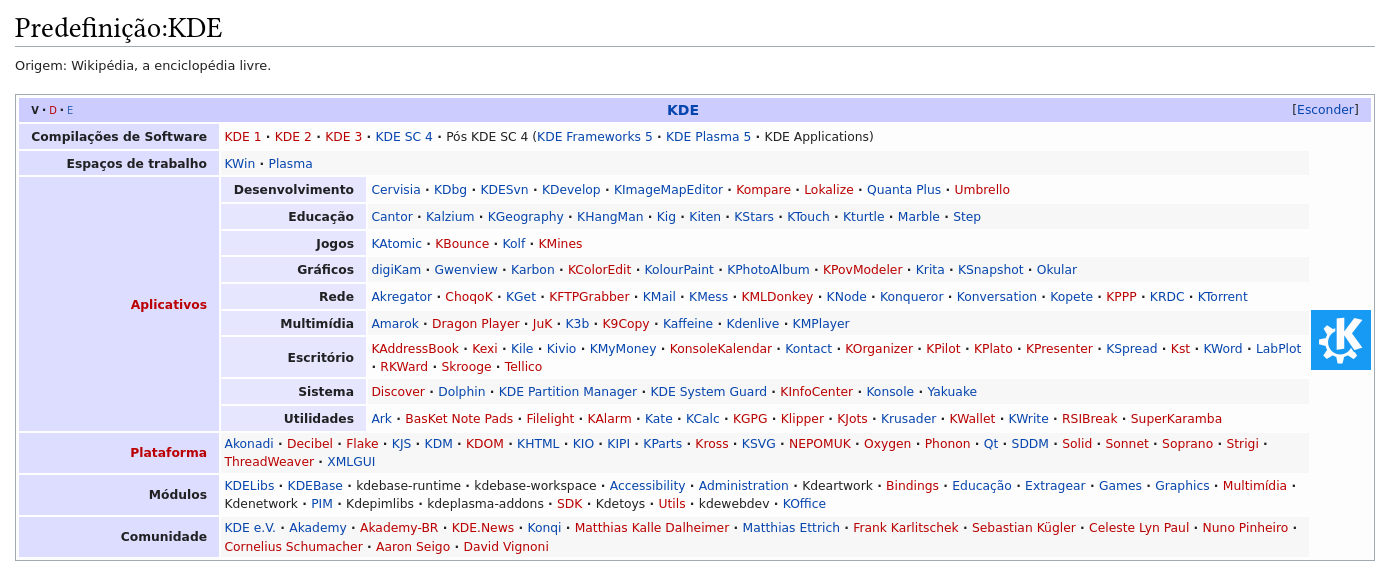 Predefinição:KDE
Origem: Wikipédia, a enciclopédia livre.
V · D · E KDE [Esconder]
Compilações de Software KDE 1 · KDE 2 · KDE 3 · KDE SC 4 · Pós KDE SC 4 (KDE Frameworks 5 · KDE Plasma 5 · KDE Applications)
Espaços de trabalho KWin · Plasma
Desenvolvimento Cervisia · KDbg · KDESvn · KDevelop · KImageMapEditor · Kompare · Lokalize · Quanta Plus · Umbrello
Educação Cantor · Kalzium · KGeography · KHangMan · Kig · Kiten · KStars · KTouch · Kturtle · Marble · Step
Jogos KAtomic · KBounce · Kolf · KMines
Gráficos digiKam · Gwenview · Karbon · KColorEdit · KolourPaint · KPhotoAlbum · KPovModeler · Krita · KSnapshot · Okular
Aplicativos
Rede Akregator · ChoqoK · KGet · KFTPGrabber · KMail · KMess · KMLDonkey · KNode · Konqueror · Konversation · Kopete · KPPP · KRDC · KTorrent
Multimídia Amarok · Dragon Player · JuK · K3b · K9Copy · Kaffeine · Kdenlive · KMPlayer
Escritório KAddressBook · Kexi · Kile · Kivio · KMyMoney · KonsoleKalendar · Kontact · KOrganizer · KPilot · KPlato · KPresenter · KSpread · Kst · KWord · LabPlot
· RKWard · Skrooge · Tellico
Sistema Discover · Dolphin · KDE Partition Manager · KDE System Guard · KInfoCenter · Konsole · Yakuake
Utilidades Ark · BasKet Note Pads · Filelight · KAlarm · Kate · KCalc · KGPG · Klipper · KJots · Krusader · KWallet · KWrite · RSIBreak · SuperKaramba
Plataforma Akonadi · Decibel · Flake · KJS · KDM · KDOM · KHTML · KIO · KIPI · KParts · Kross · KSVG · NEPOMUK · Oxygen · Phonon · Qt · SDDM · Solid · Sonnet · Soprano · Strigi ·
ThreadWeaver · XMLGUI
Módulos KDELibs · KDEBase · kdebase-runtime · kdebase-workspace · Accessibility · Administration · Kdeartwork · Bindings · Educação · Extragear · Games · Graphics · Multimídia ·
Kdenetwork · PIM · Kdepimlibs · kdeplasma-addons · SDK · Kdetoys · Utils · kdewebdev · KOffice
Comunidade KDE e.V. · Akademy · Akademy-BR · KDE.News · Konqi · Matthias Kalle Dalheimer · Matthias Ettrich · Frank Karlitschek · Sebastian Kügler · Celeste Lyn Paul · Nuno Pinheiro ·
Cornelius Schumacher · Aaron Seigo · David Vignoni